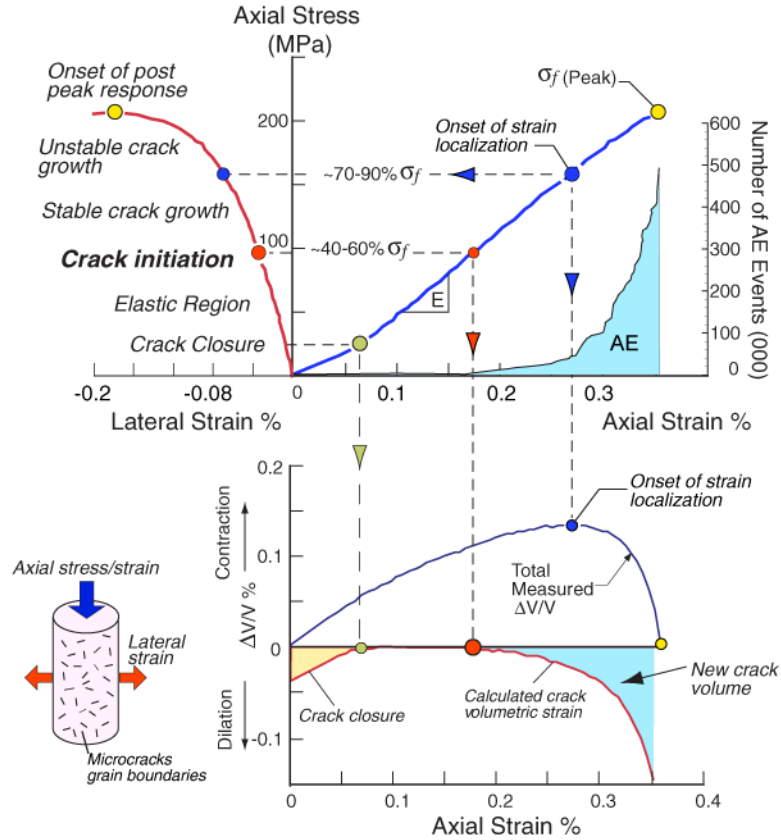 Axial Stress
(MPa)
Onset of post
peak response
σf (Peak)
200
Unstable crack
growth
Onset of strain
localization
~70-90% σf
Stable crack growth
100
Crack initiation
~40-60% σf
Elastic Region
E
Crack Closure
AE
600
500
400
300
200
100
0
Number of AE Events (000)
-0.2
-0.08
0
0.1
0.2
0.3
Lateral Strain %
Axial Strain %
0.2
0.1
0
-0.1
Contraction
ΔV/V %
Dilation
Onset of strain
localization
Total
Measured
ΔV/V
New crack
volume
Calculated crack
volumetric strain
Crack closure
0
0.1
0.2
0.3
0.4
Axial Strain %
Axial stress/strain
Lateral
strain
Microcracks
grain boundaries